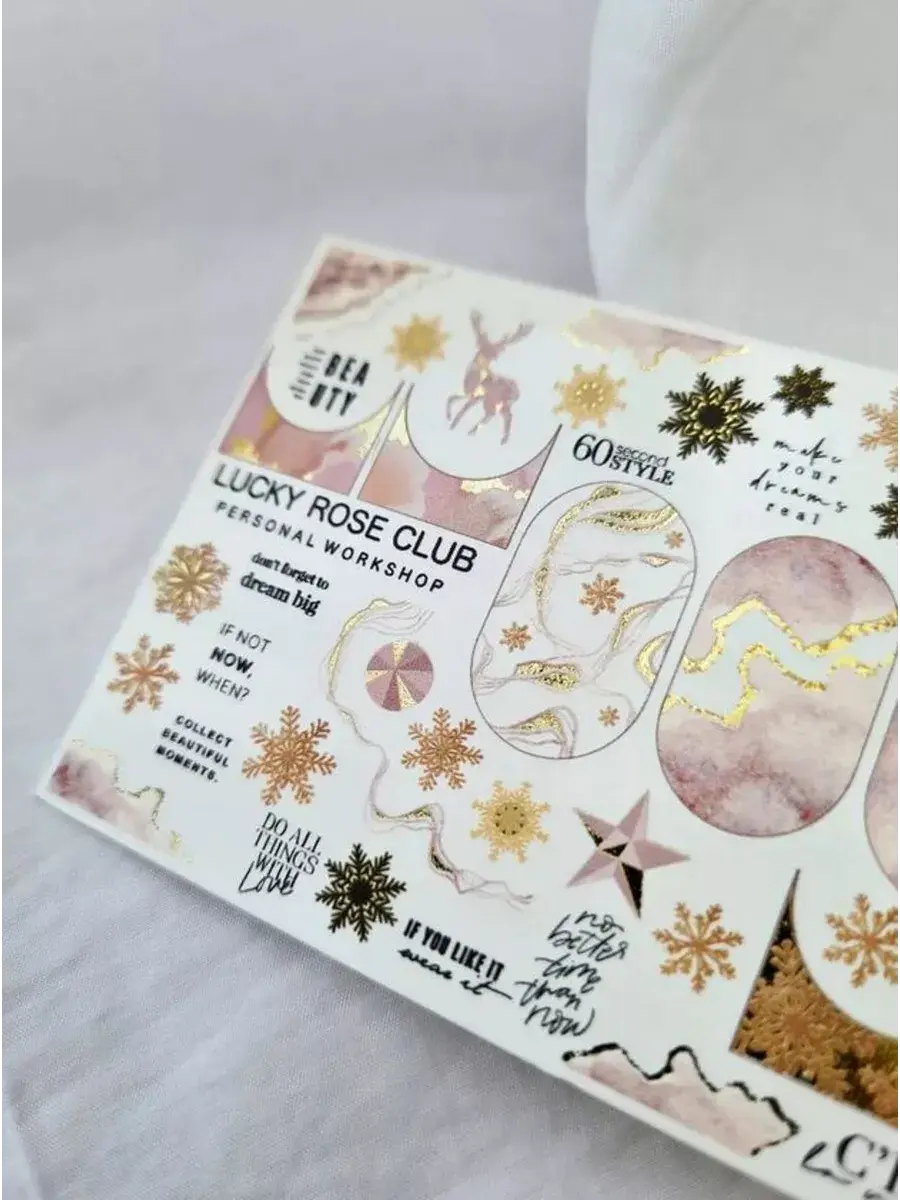 BEA
UTY
60 second
STYLE
make
your
dreams
real
LUCKY ROSE CLUB
PERSONAL WORKSHOP
don't forget to
dream big
IF NOT
NOW,
WHEN?
COLLECT
BEAUTIFUL
MOMENTS.
DO ALL
THINGS
WITH
Love!
IF YOU LIKE IT
wear it
no
better
time
than
now